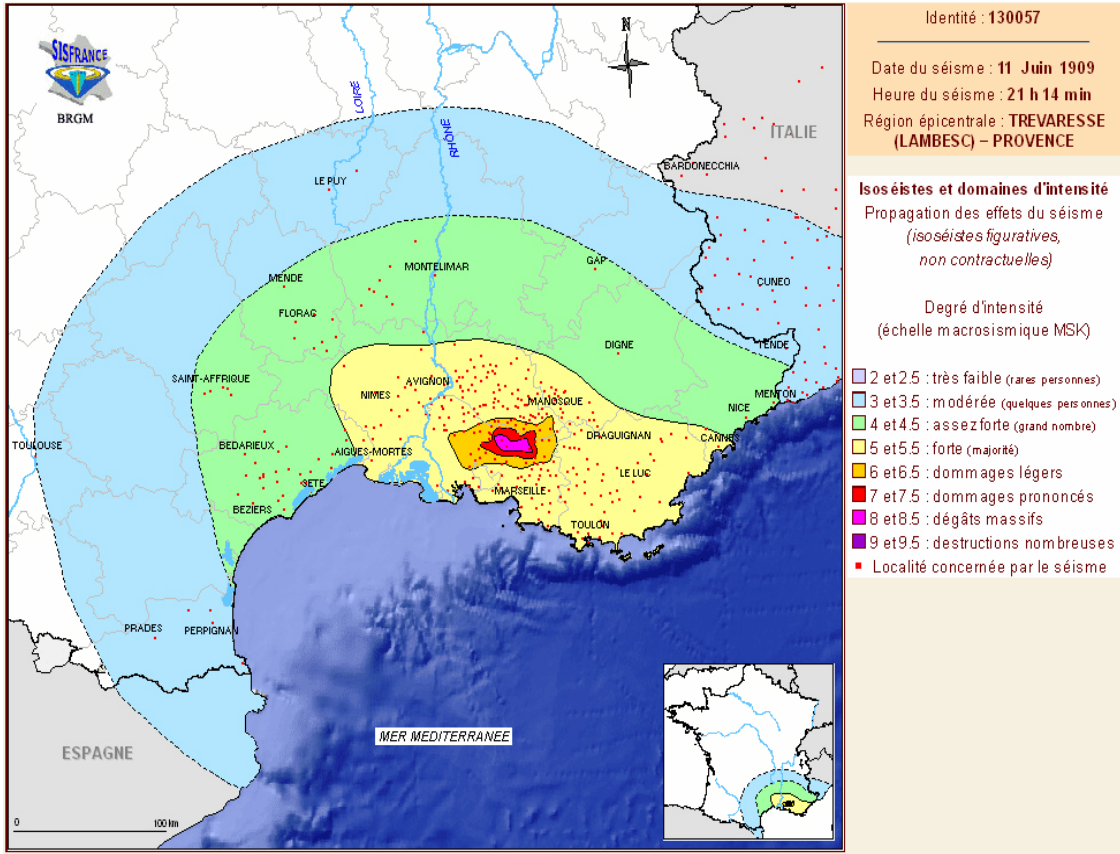 SISFRANCE
BRGM
N
LOIRE
RHÔNE
ITALIE
BARDONECCHIA
LE PUY
GAP
MONTELIMAR
MENDE
CUNEO
FLORAC
DIGNE
TENDE
SAINT-AFFRIQUE
AVIGNON
MENTON
NIMES
MANOSQUE
NICE
TOULOUSE
BEDARIEUX
DRAGUIGNAN
CANNES
AIGUES-MORTES
LE LUC
SETE
MARSEILLE
BEZIERS
TOULON
PRADES
PERPIGNAN
MER MEDITERRANEE
ESPAGNE
0 100 km
Identité : 130057
Date du séisme : 11 Juin 1909
Heure du séisme : 21 h 14 min
Région épicentrale : TREVARESSE
(LAMBESC) – PROVENCE
Isoséistes et domaines d'intensité
Propagation des effets du séisme
(isoséistes figuratives,
non contractuelles)
Degré d'intensité
(échelle macrosismique MSK)
2 et 2.5 : très faible (rares personnes)
3 et 3.5 : modérée (quelques personnes)
4 et 4.5 : assez forte (grand nombre)
5 et 5.5 : forte (majorité)
6 et 6.5 : dommages légers
7 et 7.5 : dommages prononcés
8 et 8.5 : dégâts massifs
9 et 9.5 : destructions nombreuses
Localité concernée par le séisme